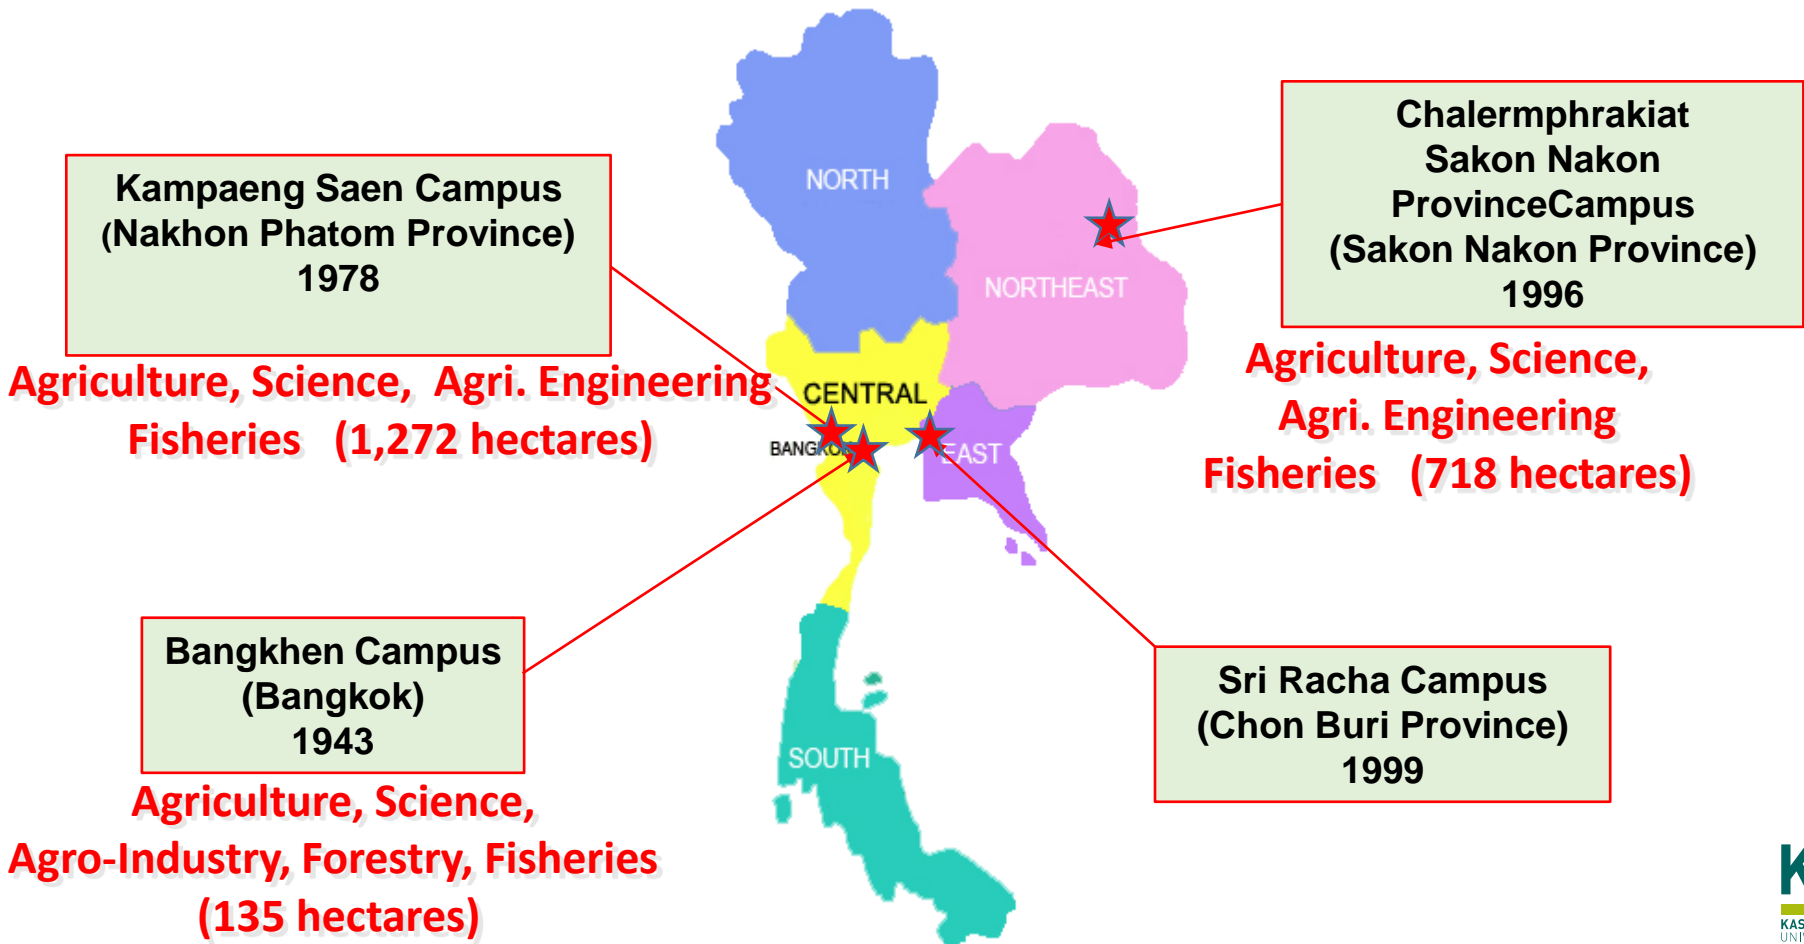 Kampaeng Saen Campus
(Nakhon Phatom Province)
1978
Agriculture, Science, Agri. Engineering
Fisheries (1,272 hectares)
Bangkhen Campus
(Bangkok)
1943
Agriculture, Science,
Agro-Industry, Forestry, Fisheries
(135 hectares)
NORTH
NORTHEAST
CENTRAL
EAST
SOUTH
Chalermphrakiat
Sakon Nakon
ProvinceCampus
(Sakon Nakon Province)
1996
Agriculture, Science,
Agri. Engineering
Fisheries (718 hectares)
Sri Racha Campus
(Chon Buri Province)
1999